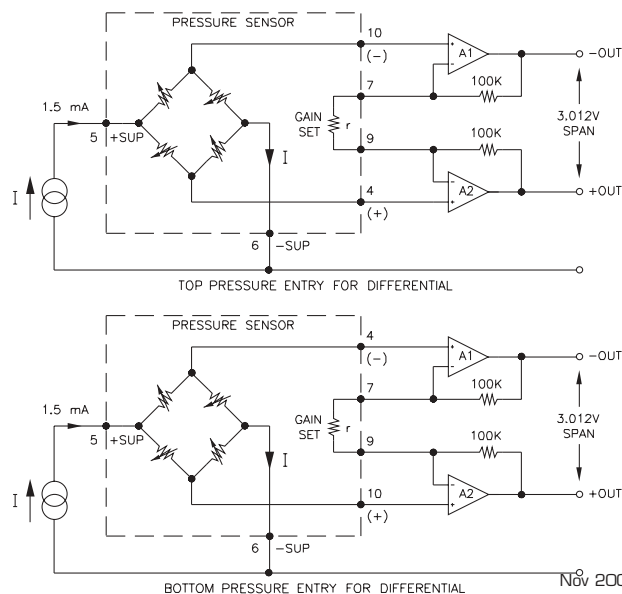 PRESSURE SENSOR
10
(−)
A1
−OUT
7
100K
1.5 mA
5
+SUP
GAIN
SET
r
I
3.012V
SPAN
9
100K
I
4
(+)
A2
+OUT
6
−SUP
TOP PRESSURE ENTRY FOR DIFFERENTIAL
PRESSURE SENSOR
4
(−)
A1
−OUT
7
100K
1.5 mA
5
+SUP
GAIN
SET
r
I
3.012V
SPAN
9
100K
I
10
(+)
A2
+OUT
6
−SUP
BOTTOM PRESSURE ENTRY FOR DIFFERENTIAL
Nov 200